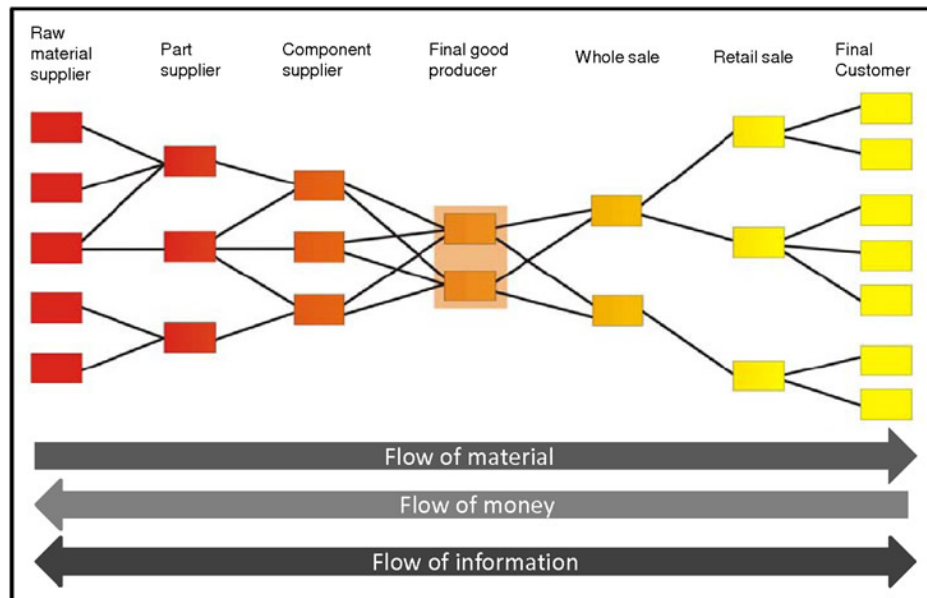 Raw
material
supplier
Part
supplier
Component
supplier
Final good
producer
Whole sale
Retail sale
Final
Customer
Flow of material
Flow of money
Flow of information